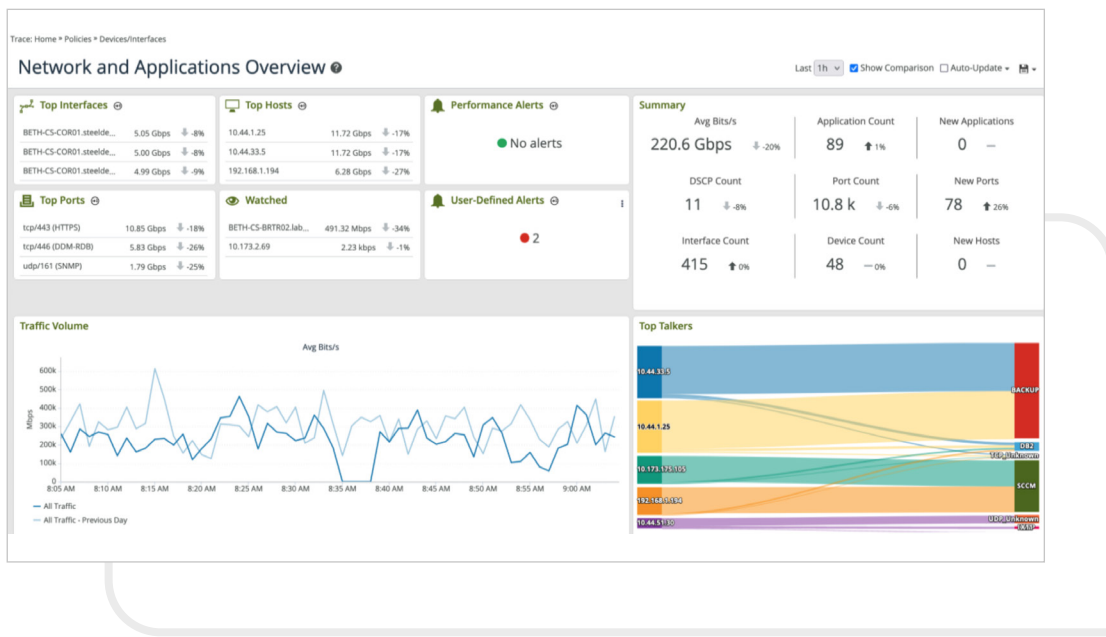 Trace: Home » Policies » Devices/Interfaces
Network and Applications Overview
Last 1h Show Comparison Auto-Update
Top Interfaces
BETH-CS-COR01.steelde... 5.05 Gbps -8%
BETH-CS-COR01.steelde... 5.00 Gbps -8%
BETH-CS-COR01.steelde... 4.99 Gbps -9%
Top Hosts
10.44.1.25 11.72 Gbps -17%
10.44.33.5 11.72 Gbps -17%
192.168.1.194 6.28 Gbps -27%
Performance Alerts
No alerts
Summary
Avg Bits/s Application Count New Applications
220.6 Gbps -20% 89 1% 0 —
DSCP Count Port Count New Ports
11 -8% 10.8 k -6% 78 26%
Interface Count Device Count New Hosts
415 0% 48 — 0% 0 —
Top Ports
tcp/443 (HTTPS) 10.85 Gbps -18%
tcp/446 (DDM-RDB) 5.83 Gbps -26%
udp/161 (SNMP) 1.79 Gbps -25%
Watched
BETH-CS-BRTR02.lab... 491.32 Mbps -34%
10.173.2.69 2.23 kbps -1%
User-Defined Alerts
2
Traffic Volume
Avg Bits/s
Mbps
600k
500k
400k
300k
200k
100k
0
8:05 AM 8:10 AM 8:15 AM 8:20 AM 8:25 AM 8:30 AM 8:35 AM 8:40 AM 8:45 AM 8:50 AM 8:55 AM 9:00 AM
All Traffic
All Traffic - Previous Day
Top Talkers
10.44.33.5
BACKUP
10.44.1.25
DB2
TCP_Unknown
10.173.125.105
SCCM
192.168.1.194
UDP_Unknown
10.44.51.30